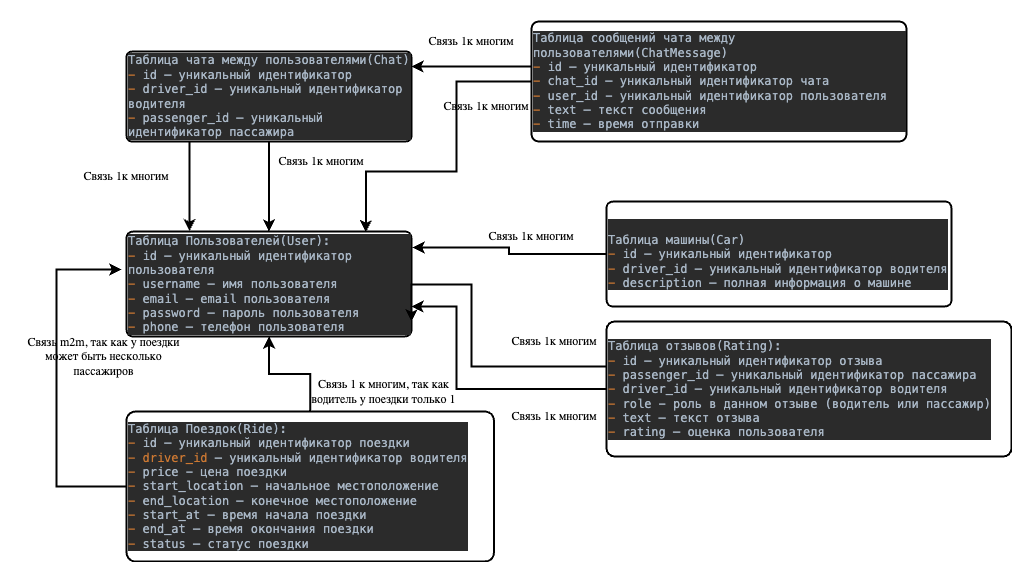 Связь 1к многим
Таблица чата между пользователями(Chat)
– id – уникальный идентификатор
– driver_id – уникальный идентификатор
водителя
– passenger_id – уникальный
идентификатор пассажира
Таблица сообщений чата между
пользователями(ChatMessage)
– id – уникальный идентификатор
– chat_id – уникальный идентификатор чата
– user_id – уникальный идентификатор пользователя
– text – текст сообщения
– time – время отправки
Связь 1к многим
Связь 1к многим
Связь 1к многим
Таблица Пользователей(User):
– id – уникальный идентификатор
пользователя
– username – имя пользователя
– email – email пользователя
– password – пароль пользователя
– phone – телефон пользователя
Связь 1к многим
Таблица машины(Car)
– id – уникальный идентификатор
– driver_id – уникальный идентификатор водителя
– description – полная информация о машине
Связь m2m, так как у поездки
может быть несколько
пассажиров
Связь 1к многим
Связь 1 к многим, так как
водитель у поездки только 1
Связь 1к многим
Таблица отзывов(Rating):
– id – уникальный идентификатор отзыва
– passenger_id – уникальный идентификатор пассажира
– driver_id – уникальный идентификатор водителя
– role – роль в данном отзыве (водитель или пассажир)
– text – текст отзыва
– rating – оценка пользователя
Таблица Поездок(Ride):
– id – уникальный идентификатор поездки
– driver_id – уникальный идентификатор водителя
– price – цена поездки
– start_location – начальное местоположение
– end_location – конечное местоположение
– start_at – время начала поездки
– end_at – время окончания поездки
– status – статус поездки